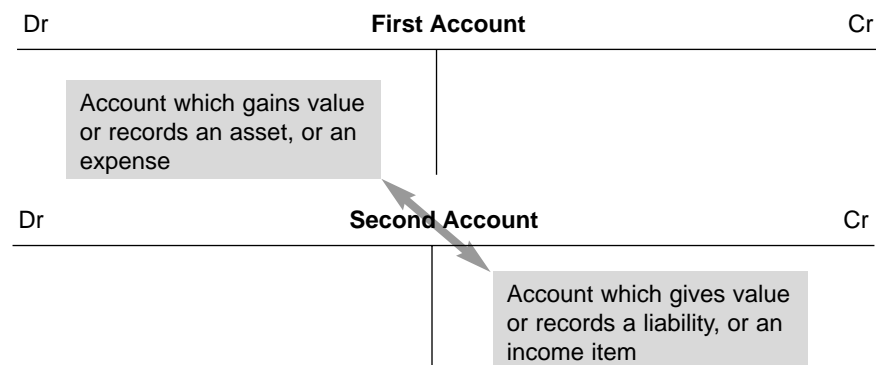 Dr First Account Cr
Account which gains value
or records an asset, or an
expense
Dr Second Account Cr
Account which gives value
or records a liability, or an
income item